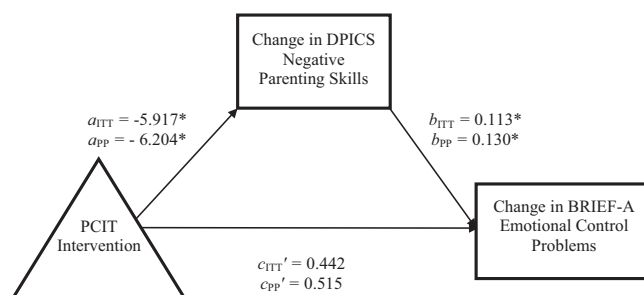 Change in DPICS
Negative
Parenting Skills
aITT = -5.917*
aPP = - 6.204*
bITT = 0.113*
bPP = 0.130*
PCIT
Intervention
Change in BRIEF-A
Emotional Control
Problems
cITT′ = 0.442
cPP′ = 0.515